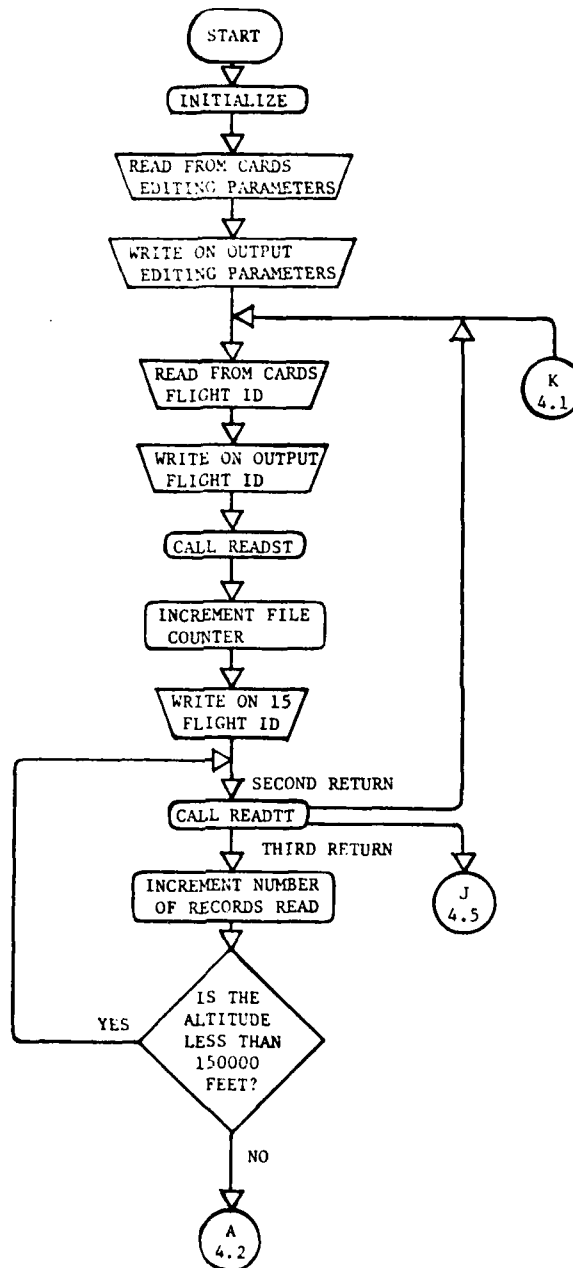 START
INITIALIZE
READ FROM CARDS
EDITING PARAMETERS
WRITE ON OUTPUT
EDITING PARAMETERS
READ FROM CARDS
FLIGHT ID
K
4.1
WRITE ON OUTPUT
FLIGHT ID
CALL READST
INCREMENT FILE
COUNTER
WRITE ON 15
FLIGHT ID
SECOND RETURN
CALL READTT
THIRD RETURN
INCREMENT NUMBER
OF RECORDS READ
J
4.5
IS THE
ALTITUDE
LESS THAN
150000
FEET?
YES
NO
A
4.2